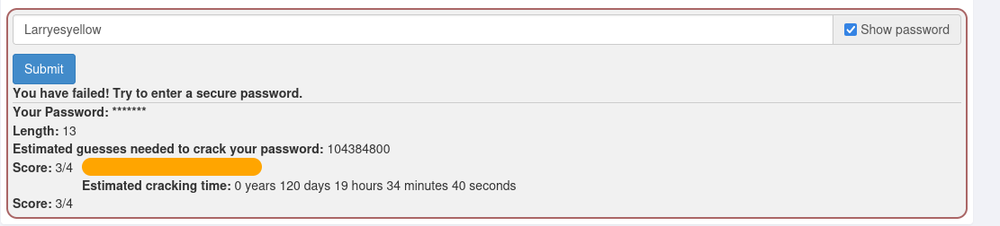 Larryesyellow Show password
Submit
You have failed! Try to enter a secure password.
Your Password: *******
Length: 13
Estimated guesses needed to crack your password: 104384800
Score: 3/4
Estimated cracking time: 0 years 120 days 19 hours 34 minutes 40 seconds
Score: 3/4